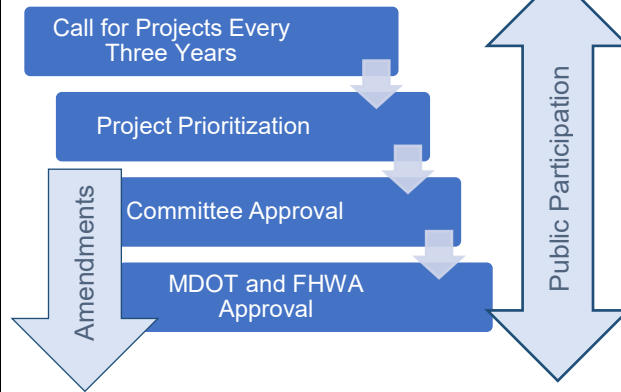 Call for Projects Every
Three Years
Project Prioritization
Committee Approval
MDOT and FHWA
Approval
Amendments
Public Participation